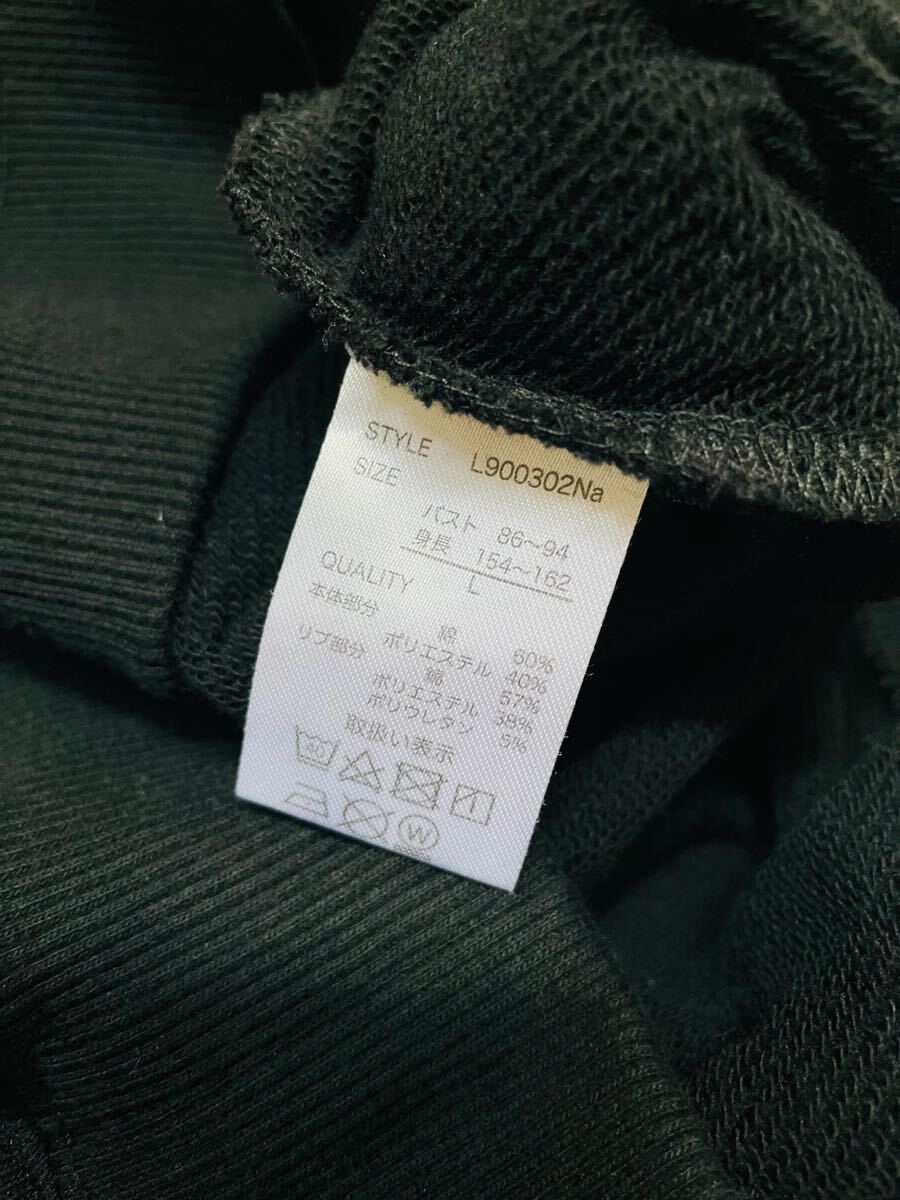 STYLE L900302Na
SIZE
バスト 86~94
身長 154~162
L
QUALITY
本体部分 綿 60%
ポリエステル 40%
リブ部分 綿 57%
ポリエステル 38%
ポリウレタン 5%
取扱い表示
40
W